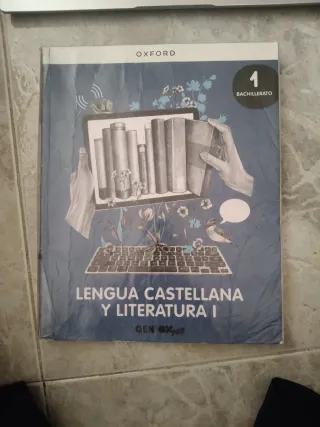 OXFORD
1
BACHILLERATO
LENGUA CASTELLANA
Y LITERATURA I